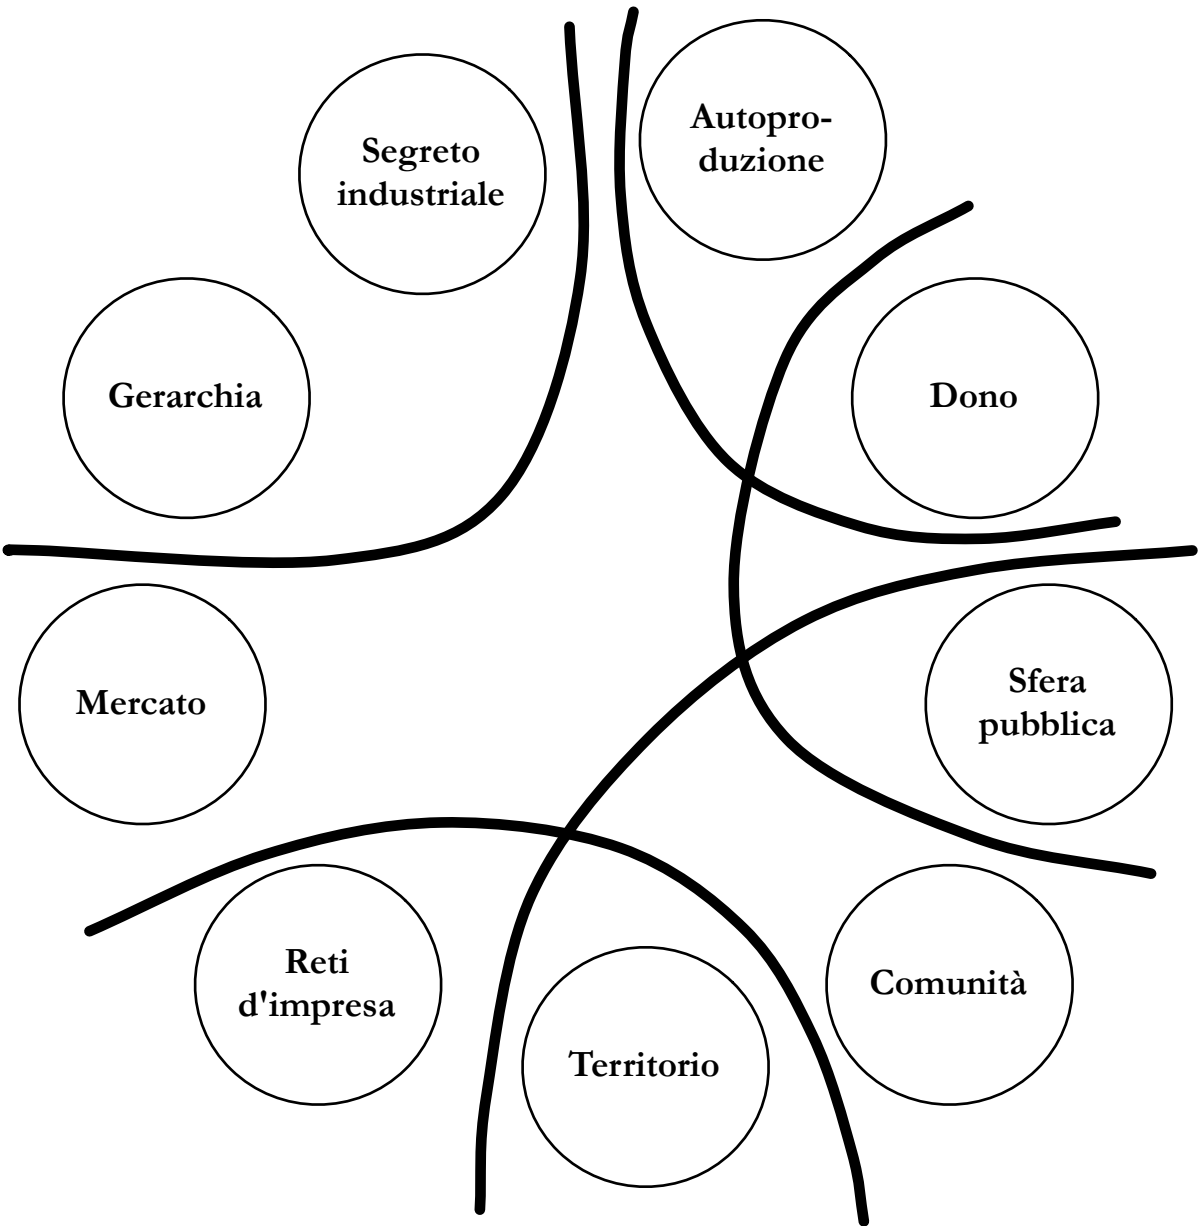 Autopro-
duzione
Segreto
industriale
Gerarchia
Dono
Mercato
Sfera
pubblica
Reti
d'impresa
Comunità
Territorio